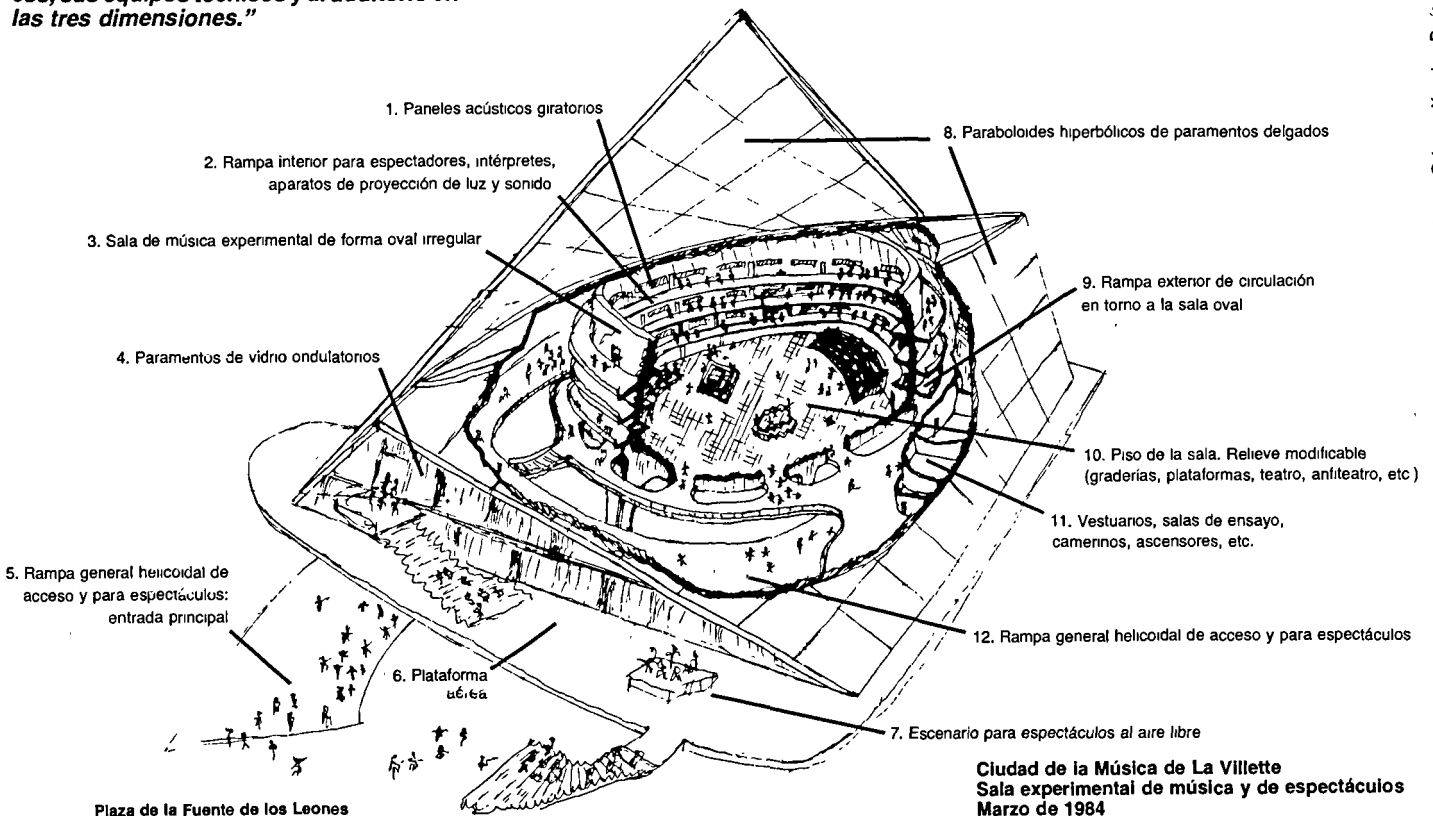 las tres dimensiones."
1. Paneles acústicos giratorios
2. Rampa interior para espectadores, intérpretes,
aparatos de proyección de luz y sonido
3. Sala de música experimental de forma oval irregular
4. Paramentos de vidrio ondulatorios
5. Rampa general helicoidal de
acceso y para espectáculos:
entrada principal
6. Plataforma
7. Escenario para espectáculos al aire libre
8. Paraboloides hiperbólicos de paramentos delgados
9. Rampa exterior de circulación
en torno a la sala oval
10. Piso de la sala. Relieve modificable
(graderías, plataformas, teatro, anfiteatro, etc )
11. Vestuarios, salas de ensayo,
camerinos, ascensores, etc.
12. Rampa general helicoidal de acceso y para espectáculos
Plaza de la Fuente de los Leones
Ciudad de la Música de La Villette
Sala experimental de música y de espectáculos
Marzo de 1984